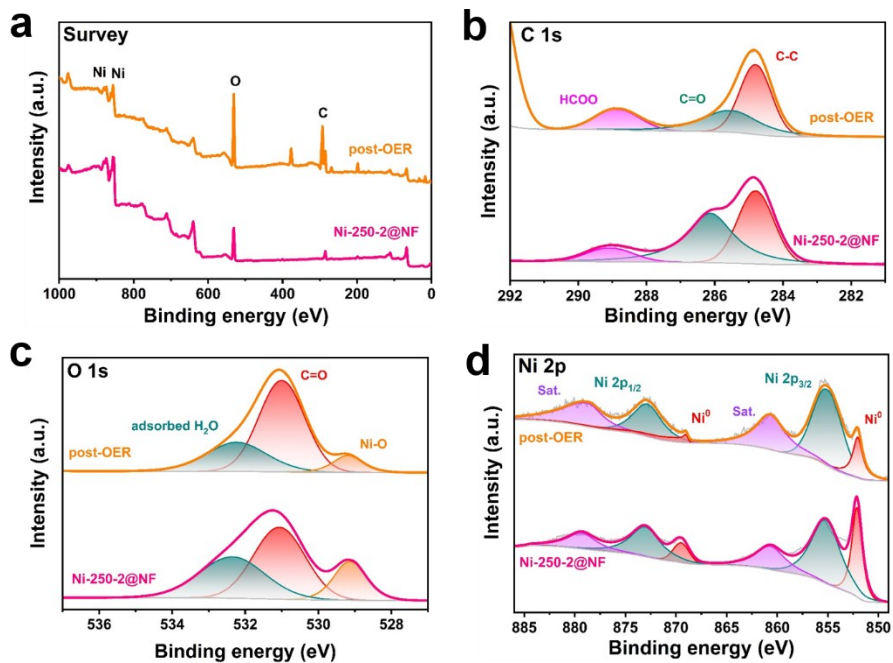 a
Survey
Ni Ni
O
C
post-OER
Ni-250-2@NF
Intensity (a.u.)
1000 800 600 400 200 0
Binding energy (eV)
b
C 1s
C-C
HCOO
C=O
post-OER
Ni-250-2@NF
Intensity (a.u.)
292 290 288 286 284 282
Binding energy (eV)
c
O 1s
C=O
adsorbed H₂O
Ni-O
post-OER
Ni-250-2@NF
Intensity (a.u.)
536 534 532 530 528
Binding energy (eV)
d
Ni 2p
Sat.
Ni 2p₁/₂
Ni⁰
Sat.
Ni 2p₃/₂
Ni⁰
post-OER
Ni-250-2@NF
Intensity (a.u.)
885 880 875 870 865 860 855 850
Binding energy (eV)